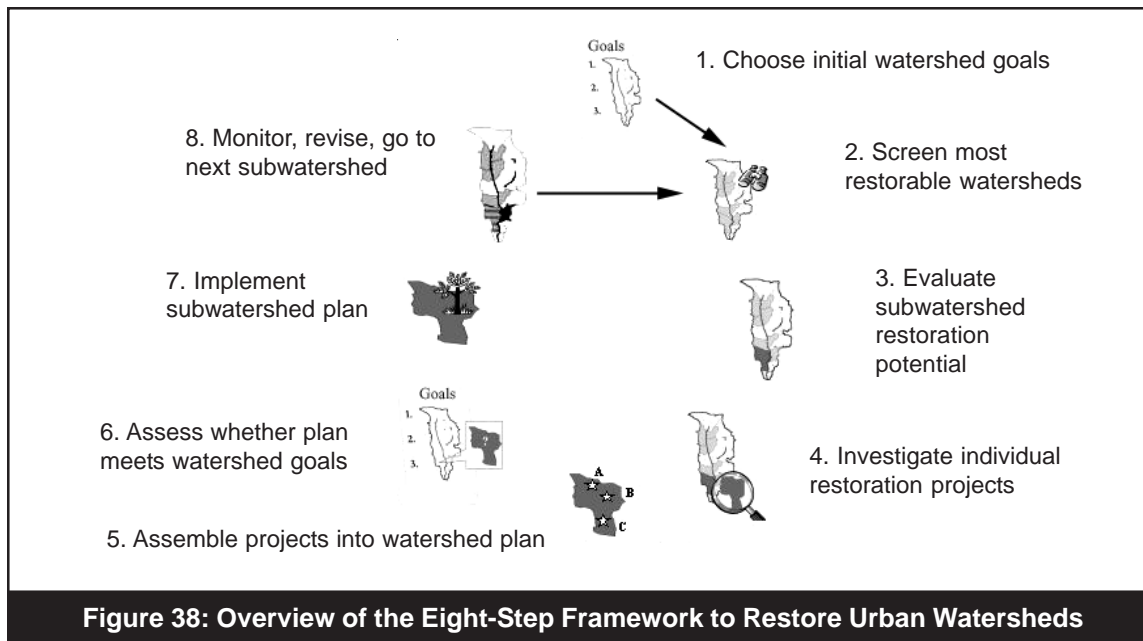 Goals
1.
2.
3.
1. Choose initial watershed goals
2. Screen most
restorable watersheds
3. Evaluate
subwatershed
restoration
potential
4. Investigate individual
restoration projects
A
B
C
5. Assemble projects into watershed plan
Goals
1.
2.
3.
?
6. Assess whether plan
meets watershed goals
7. Implement
subwatershed plan
8. Monitor, revise, go to
next subwatershed
Figure 38: Overview of the Eight-Step Framework to Restore Urban Watersheds